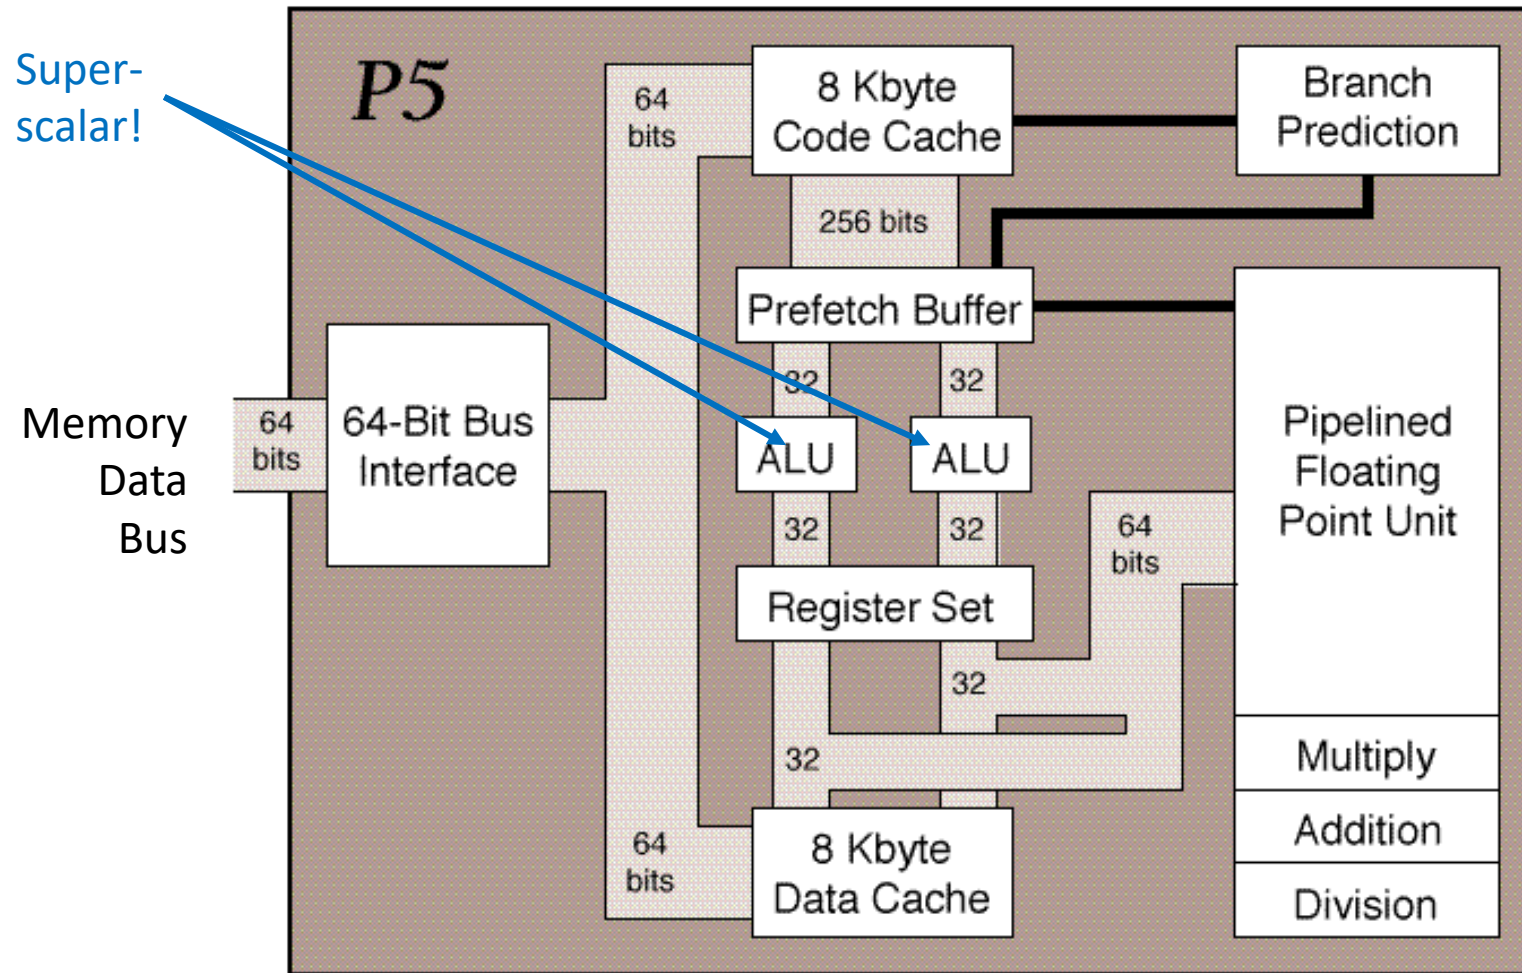 Super-
scalar!
P5
64
bits
8 Kbyte
Code Cache
Branch
Prediction
256 bits
Prefetch Buffer
32
32
Memory
Data
Bus
64
bits
64-Bit Bus
Interface
ALU
ALU
Pipelined
Floating
Point Unit
32
32
64
bits
Register Set
32
32
Multiply
Addition
Division
64
bits
8 Kbyte
Data Cache